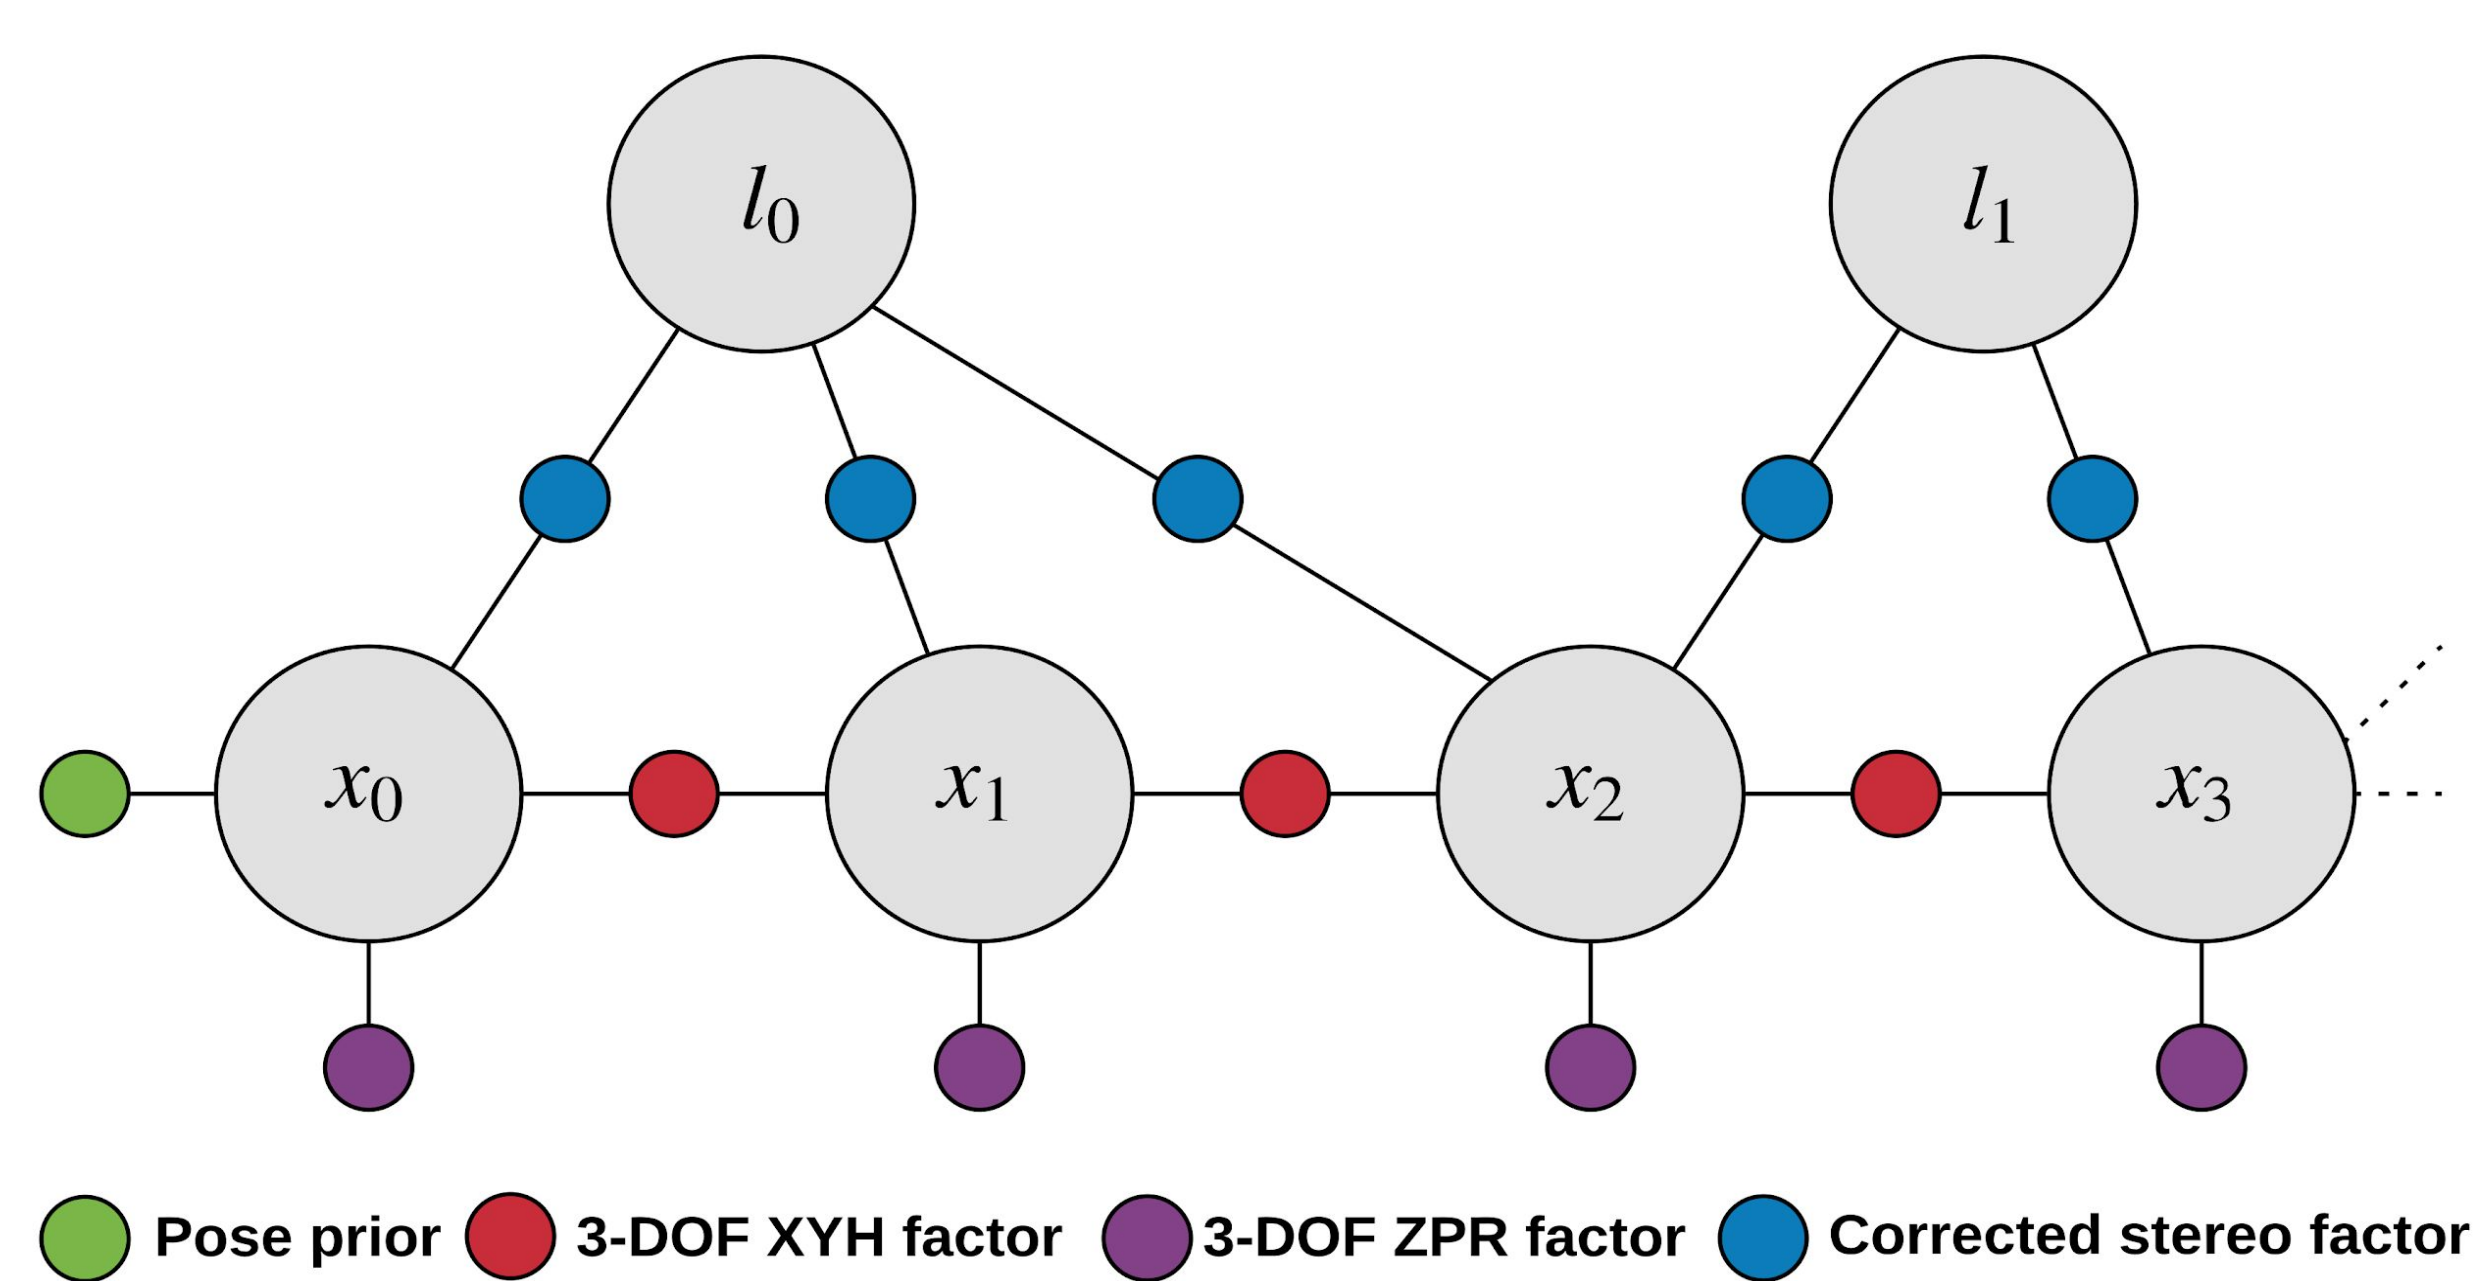 l0 l1
x0 x1 x2 x3
Pose prior 3-DOF XYH factor 3-DOF ZPR factor Corrected stereo factor